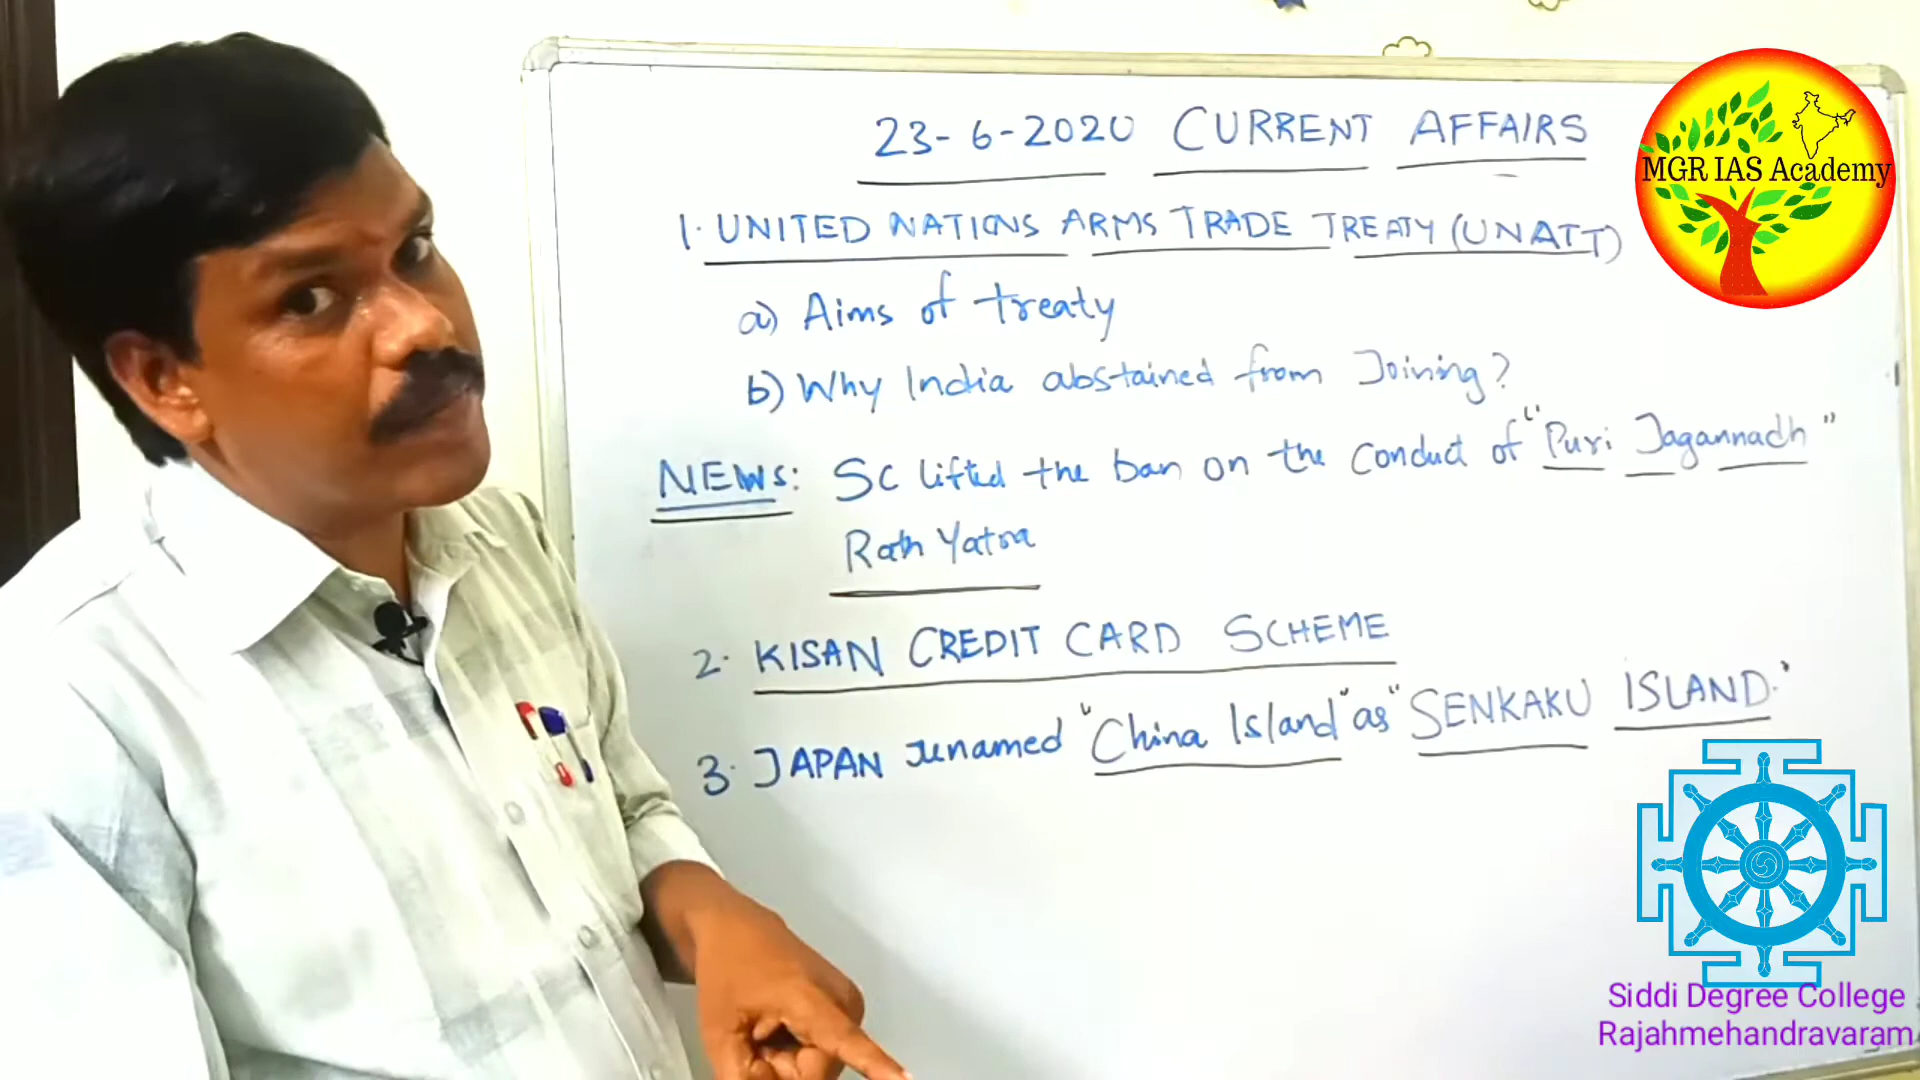 23-6-2020 CURRENT AFFAIRS
MGR IAS Academy
1. UNITED NATIONS ARMS TRADE TREATY (UNATT)
a) Aims of treaty
b) Why India abstained from Joining?
NEWS: SC lifted the ban on the conduct of "Puri Jagannadh"
Rath Yatra
2. KISAN CREDIT CARD SCHEME
3. JAPAN renamed "China Island" as "SENKAKU ISLAND."
Siddi Degree College
Rajahmehandravaram